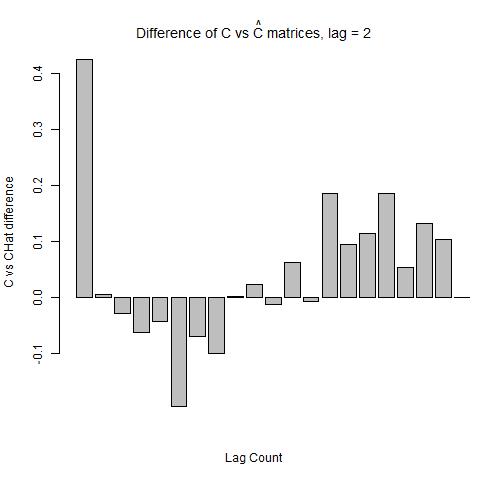 Difference of C vs Ĉ matrices, lag = 2
0.4
0.3
0.2
0.1
0.0
-0.1
C vs CHat difference
Lag Count